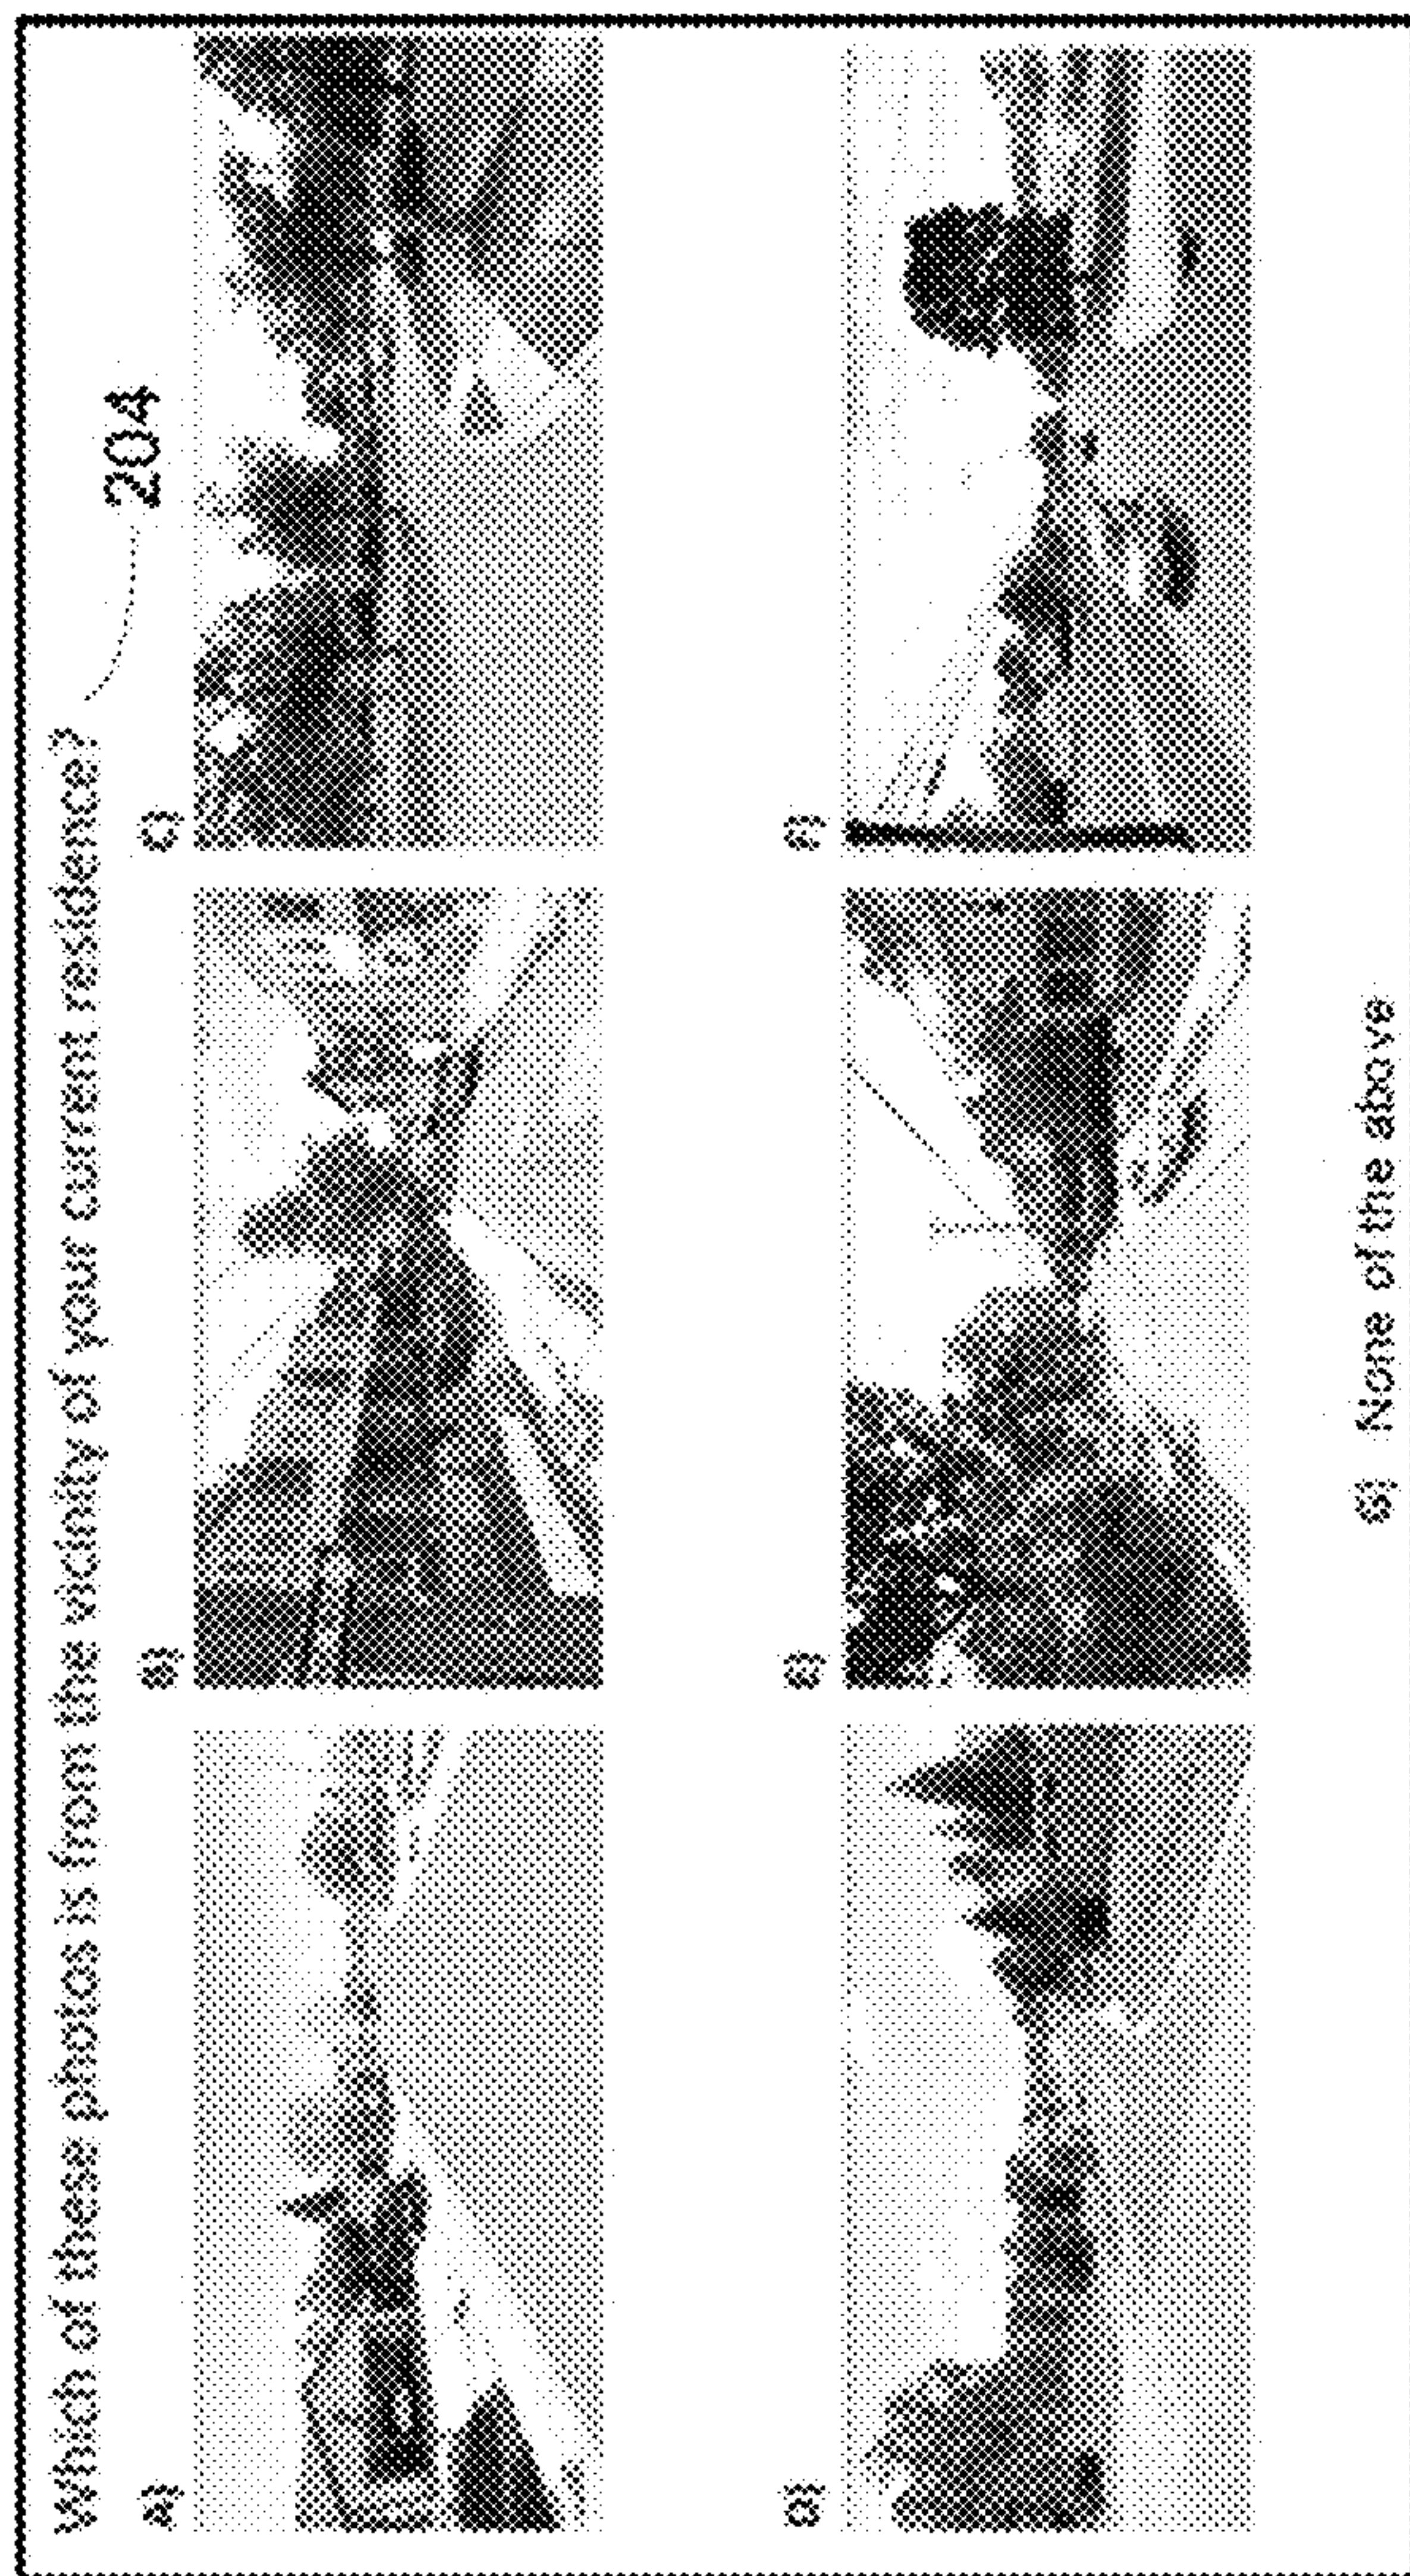 Which of these photos is from the vicinity of your current residence?
204
A)
B)
C)
D)
E)
F)
G) None of the above